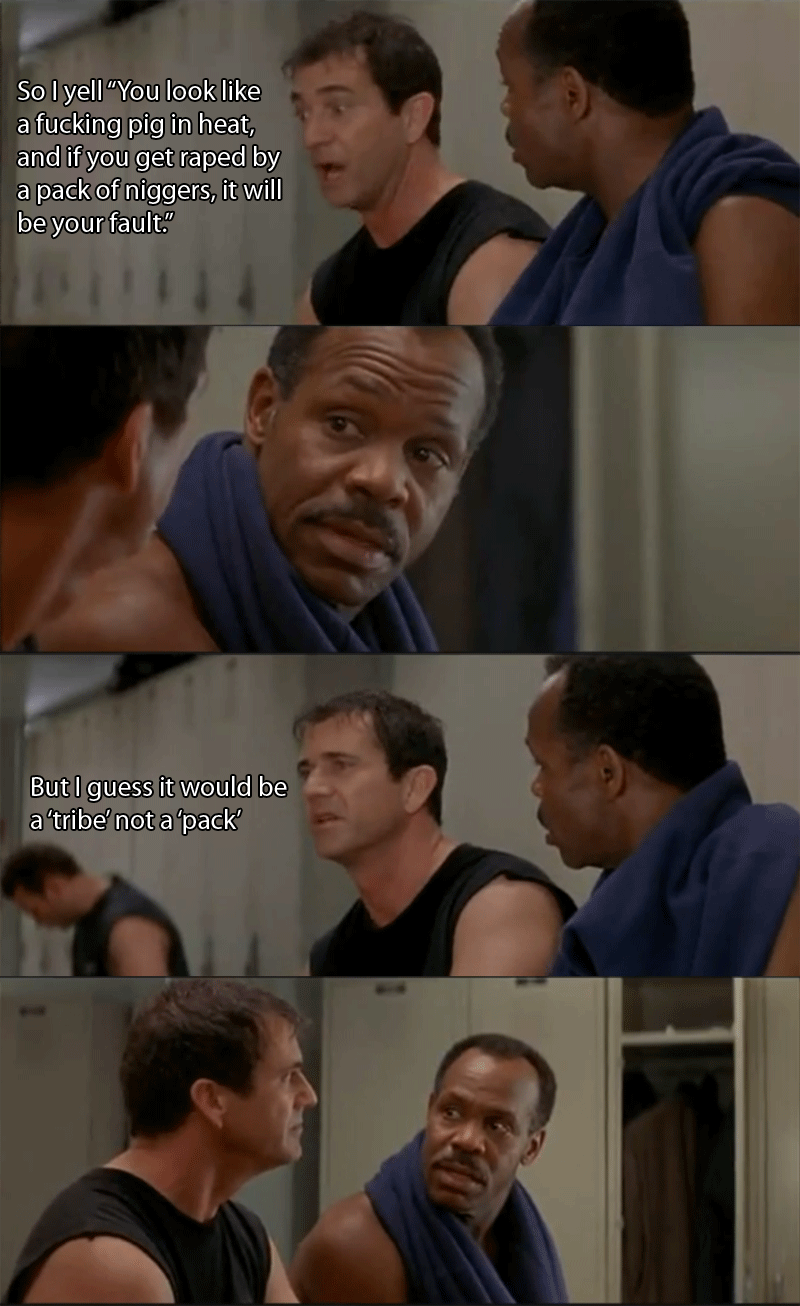 So I yell “You look like
a fucking pig in heat,
and if you get raped by
a pack of niggers, it will
be your fault.”
But I guess it would be
a ‘tribe’ not a ‘pack’